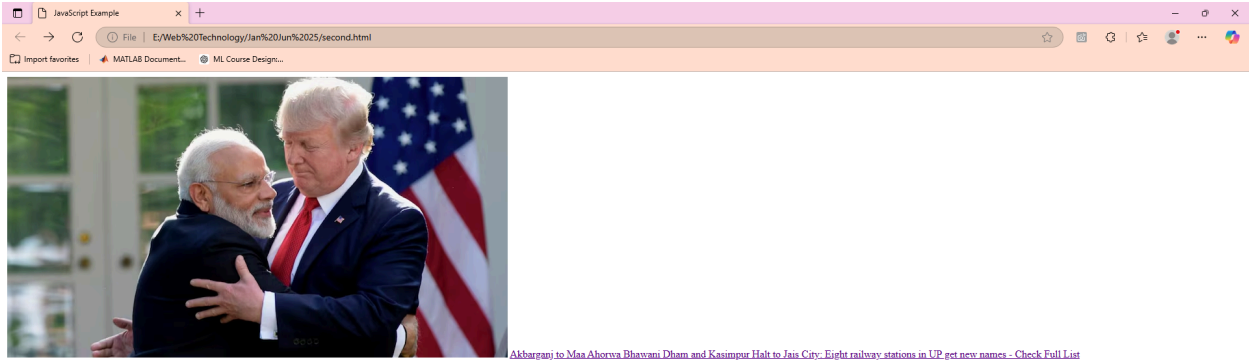 JavaScript Example
File | E:/Web%20Technology/Jan%20Jun%2025/second.html
Import favorites MATLAB Document... ML Course Design:...
Akbarganj to Maa Ahorwa Bhawani Dham and Kasimpur Halt to Jais City: Eight railway stations in UP get new names - Check Full List